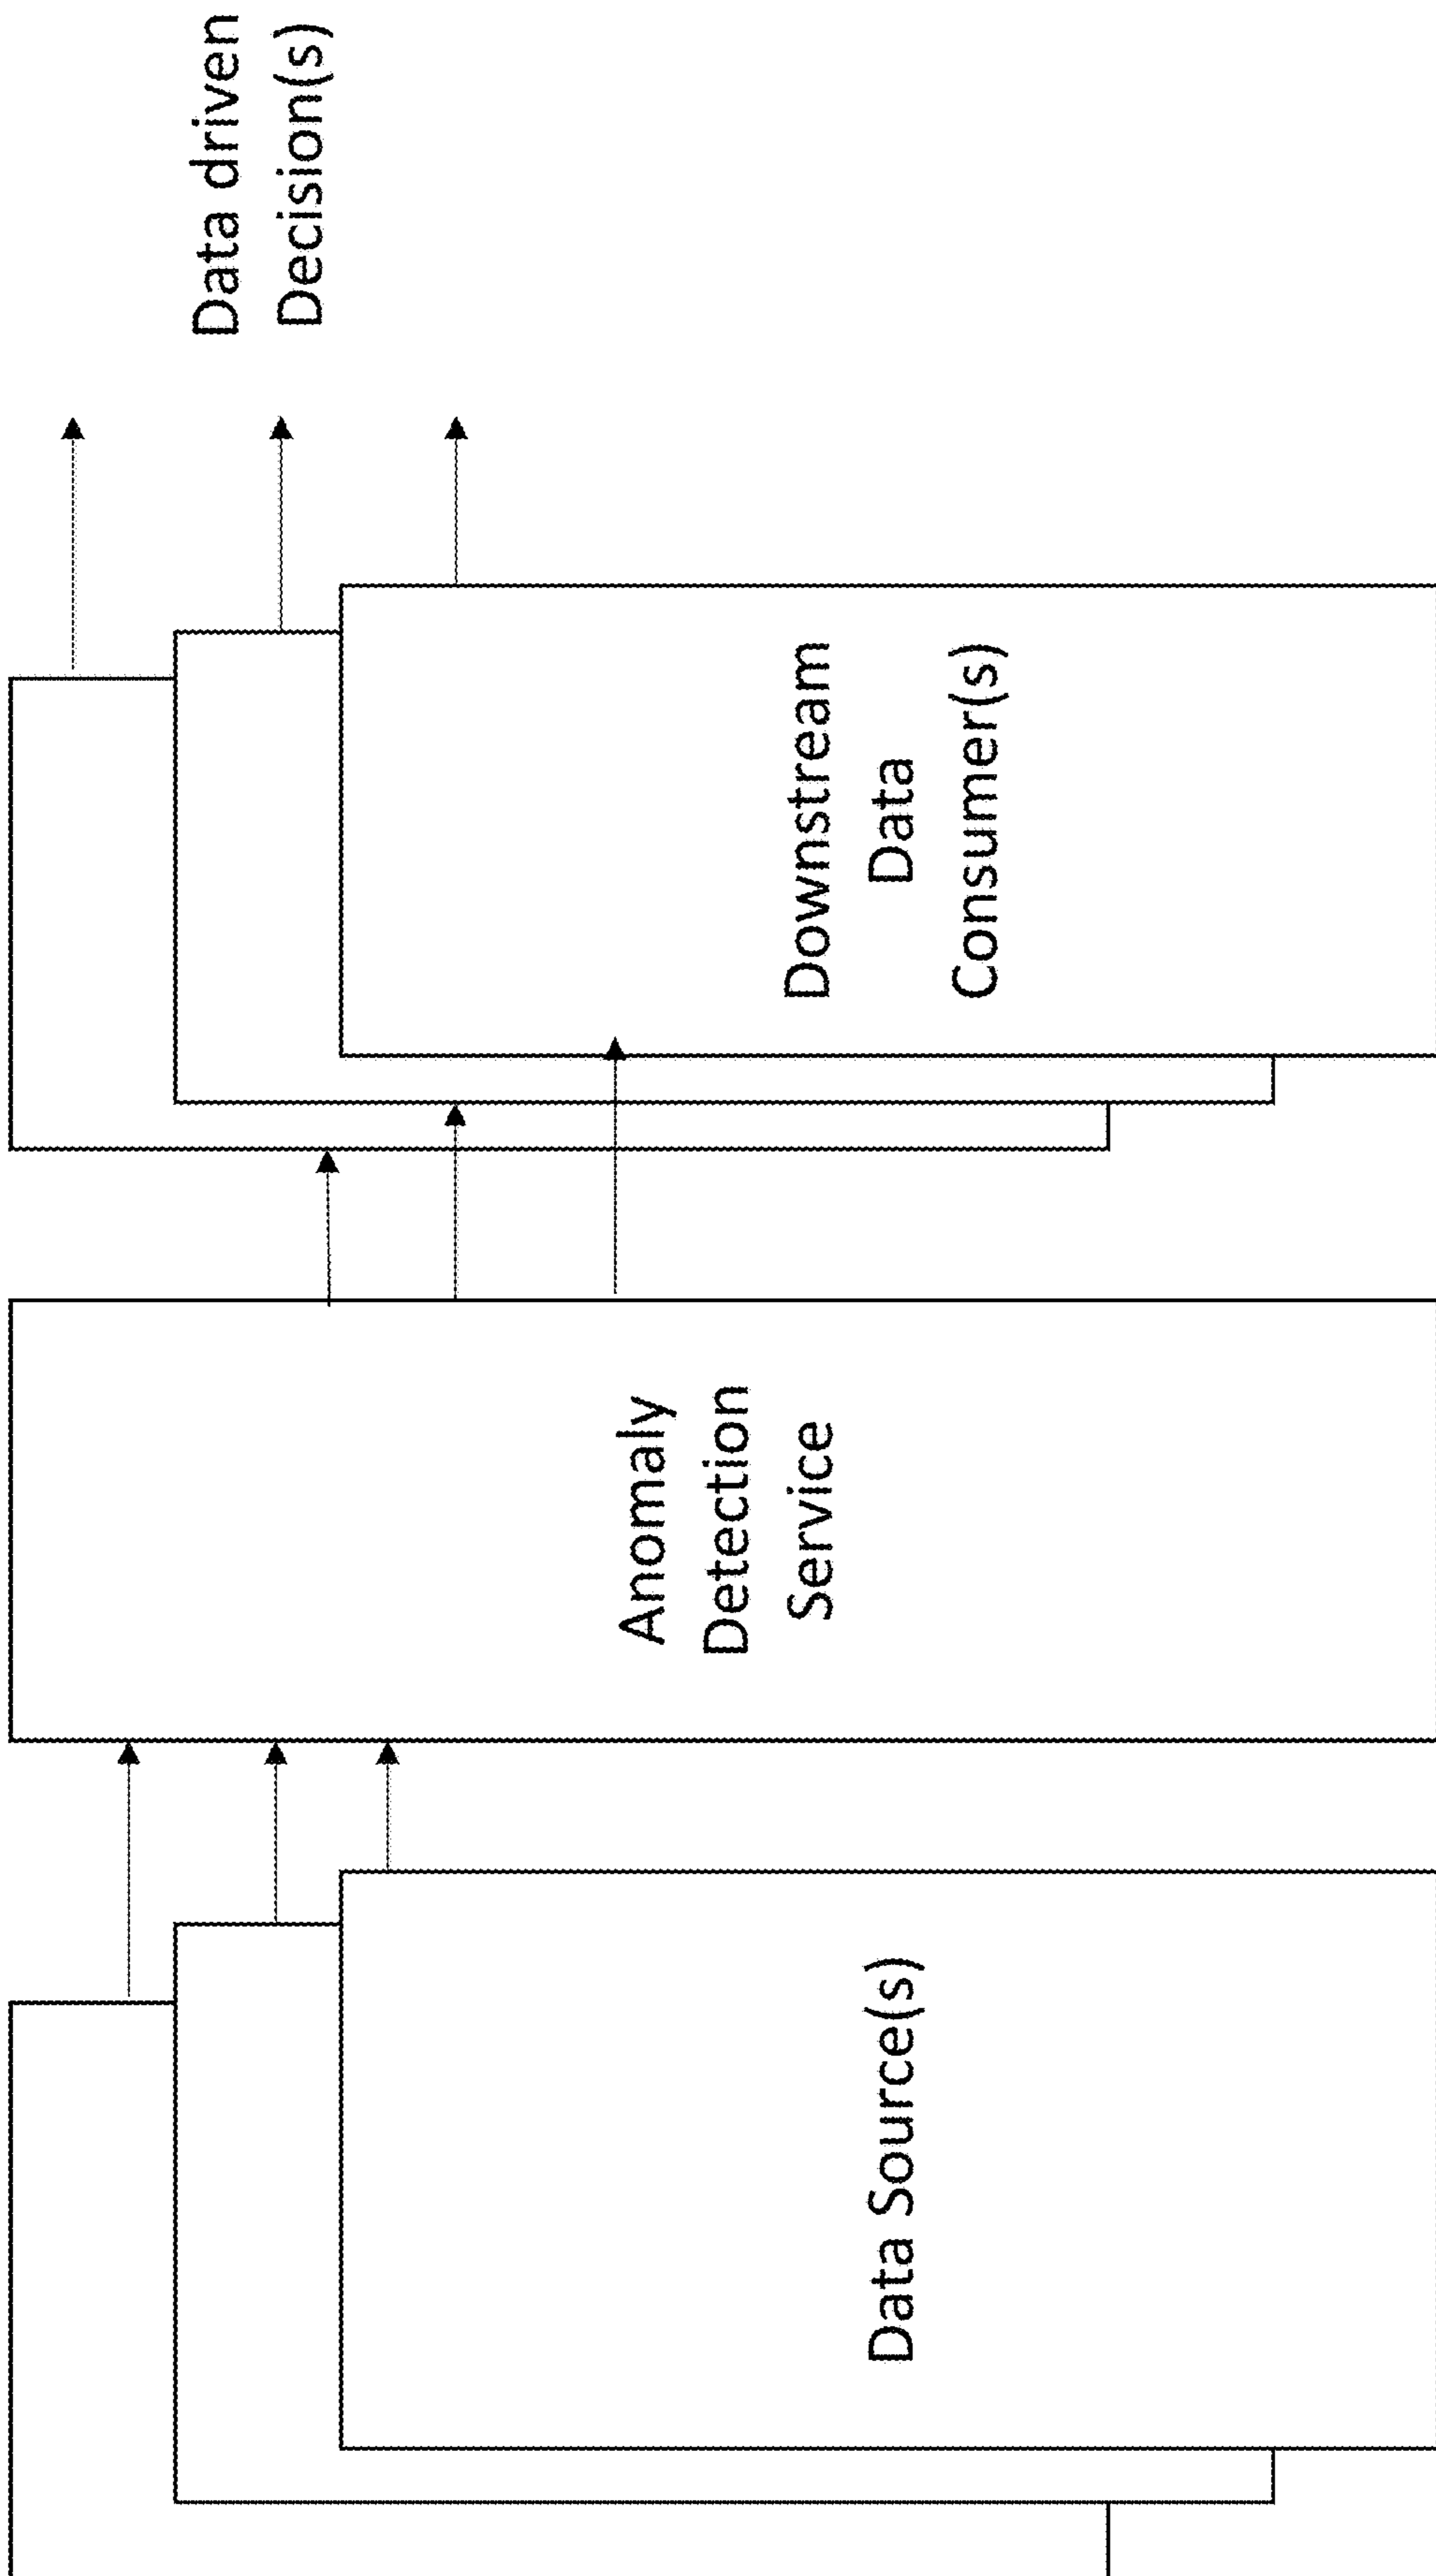 Data Source(s)
Anomaly
Detection
Service
Downstream
Data
Consumer(s)
Data driven
Decision(s)